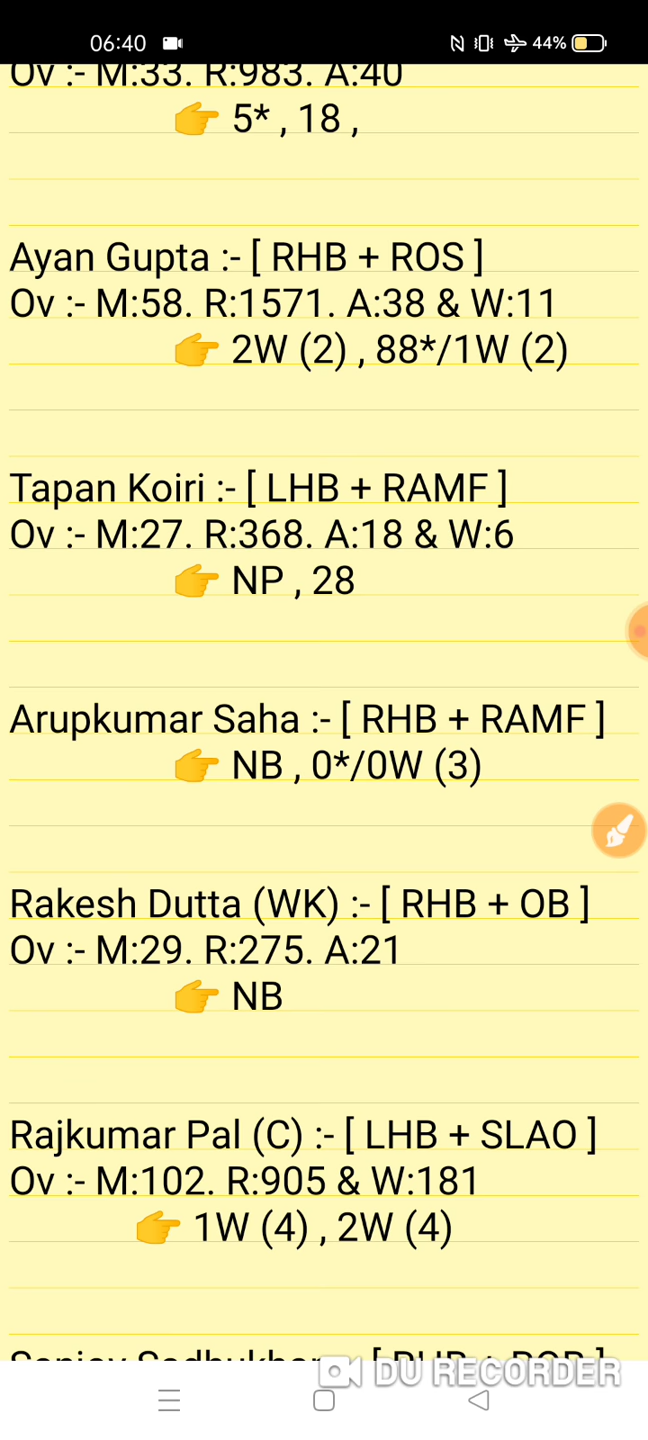 06:40 44%
Ov :- M:33. R:983. A:40
👉 5* , 18 ,
Ayan Gupta :- [ RHB + ROS ]
Ov :- M:58. R:1571. A:38 & W:11
👉 2W (2) , 88*/1W (2)
Tapan Koiri :- [ LHB + RAMF ]
Ov :- M:27. R:368. A:18 & W:6
👉 NP , 28
Arupkumar Saha :- [ RHB + RAMF ]
👉 NB , 0*/0W (3)
Rakesh Dutta (WK) :- [ RHB + OB ]
Ov :- M:29. R:275. A:21
👉 NB
Rajkumar Pal (C) :- [ LHB + SLAO ]
Ov :- M:102. R:905 & W:181
👉 1W (4) , 2W (4)
DU RECORDER